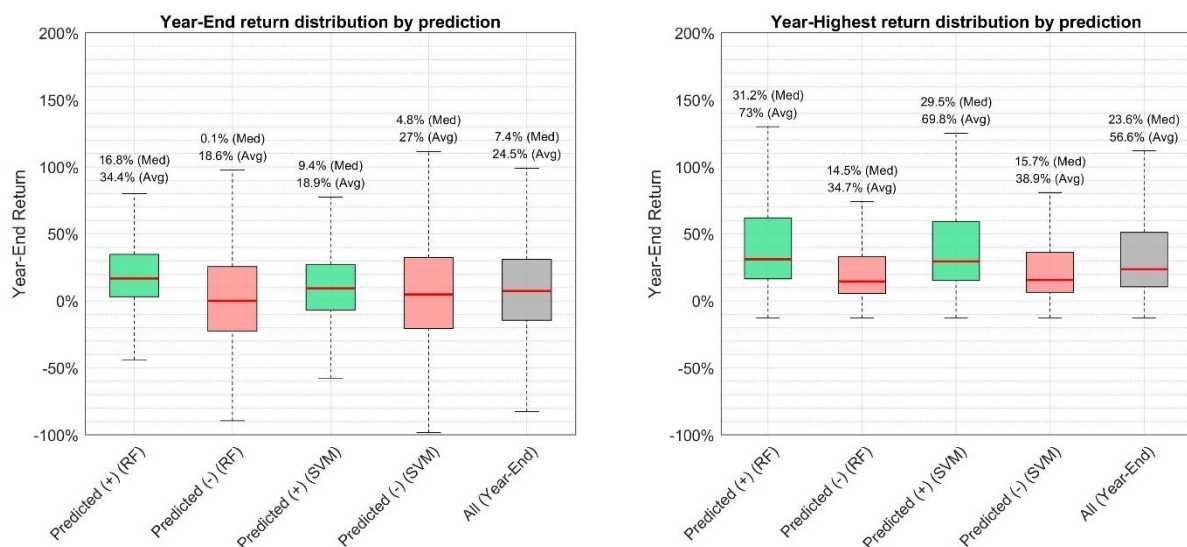 Year-End return distribution by prediction
200%
150%
100%
50%
0%
-50%
-100%
Year-End Return
16.8% (Med)
34.4% (Avg)
0.1% (Med)
18.6% (Avg)
9.4% (Med)
18.9% (Avg)
4.8% (Med)
27% (Avg)
7.4% (Med)
24.5% (Avg)
Predicted (+) (RF)
Predicted (-) (RF)
Predicted (+) (SVM)
Predicted (-) (SVM)
All (Year-End)
Year-Highest return distribution by prediction
200%
150%
100%
50%
0%
-50%
-100%
Year-End Return
31.2% (Med)
73% (Avg)
14.5% (Med)
34.7% (Avg)
29.5% (Med)
69.8% (Avg)
15.7% (Med)
38.9% (Avg)
23.6% (Med)
56.6% (Avg)
Predicted (+) (RF)
Predicted (-) (RF)
Predicted (+) (SVM)
Predicted (-) (SVM)
All (Year-End)